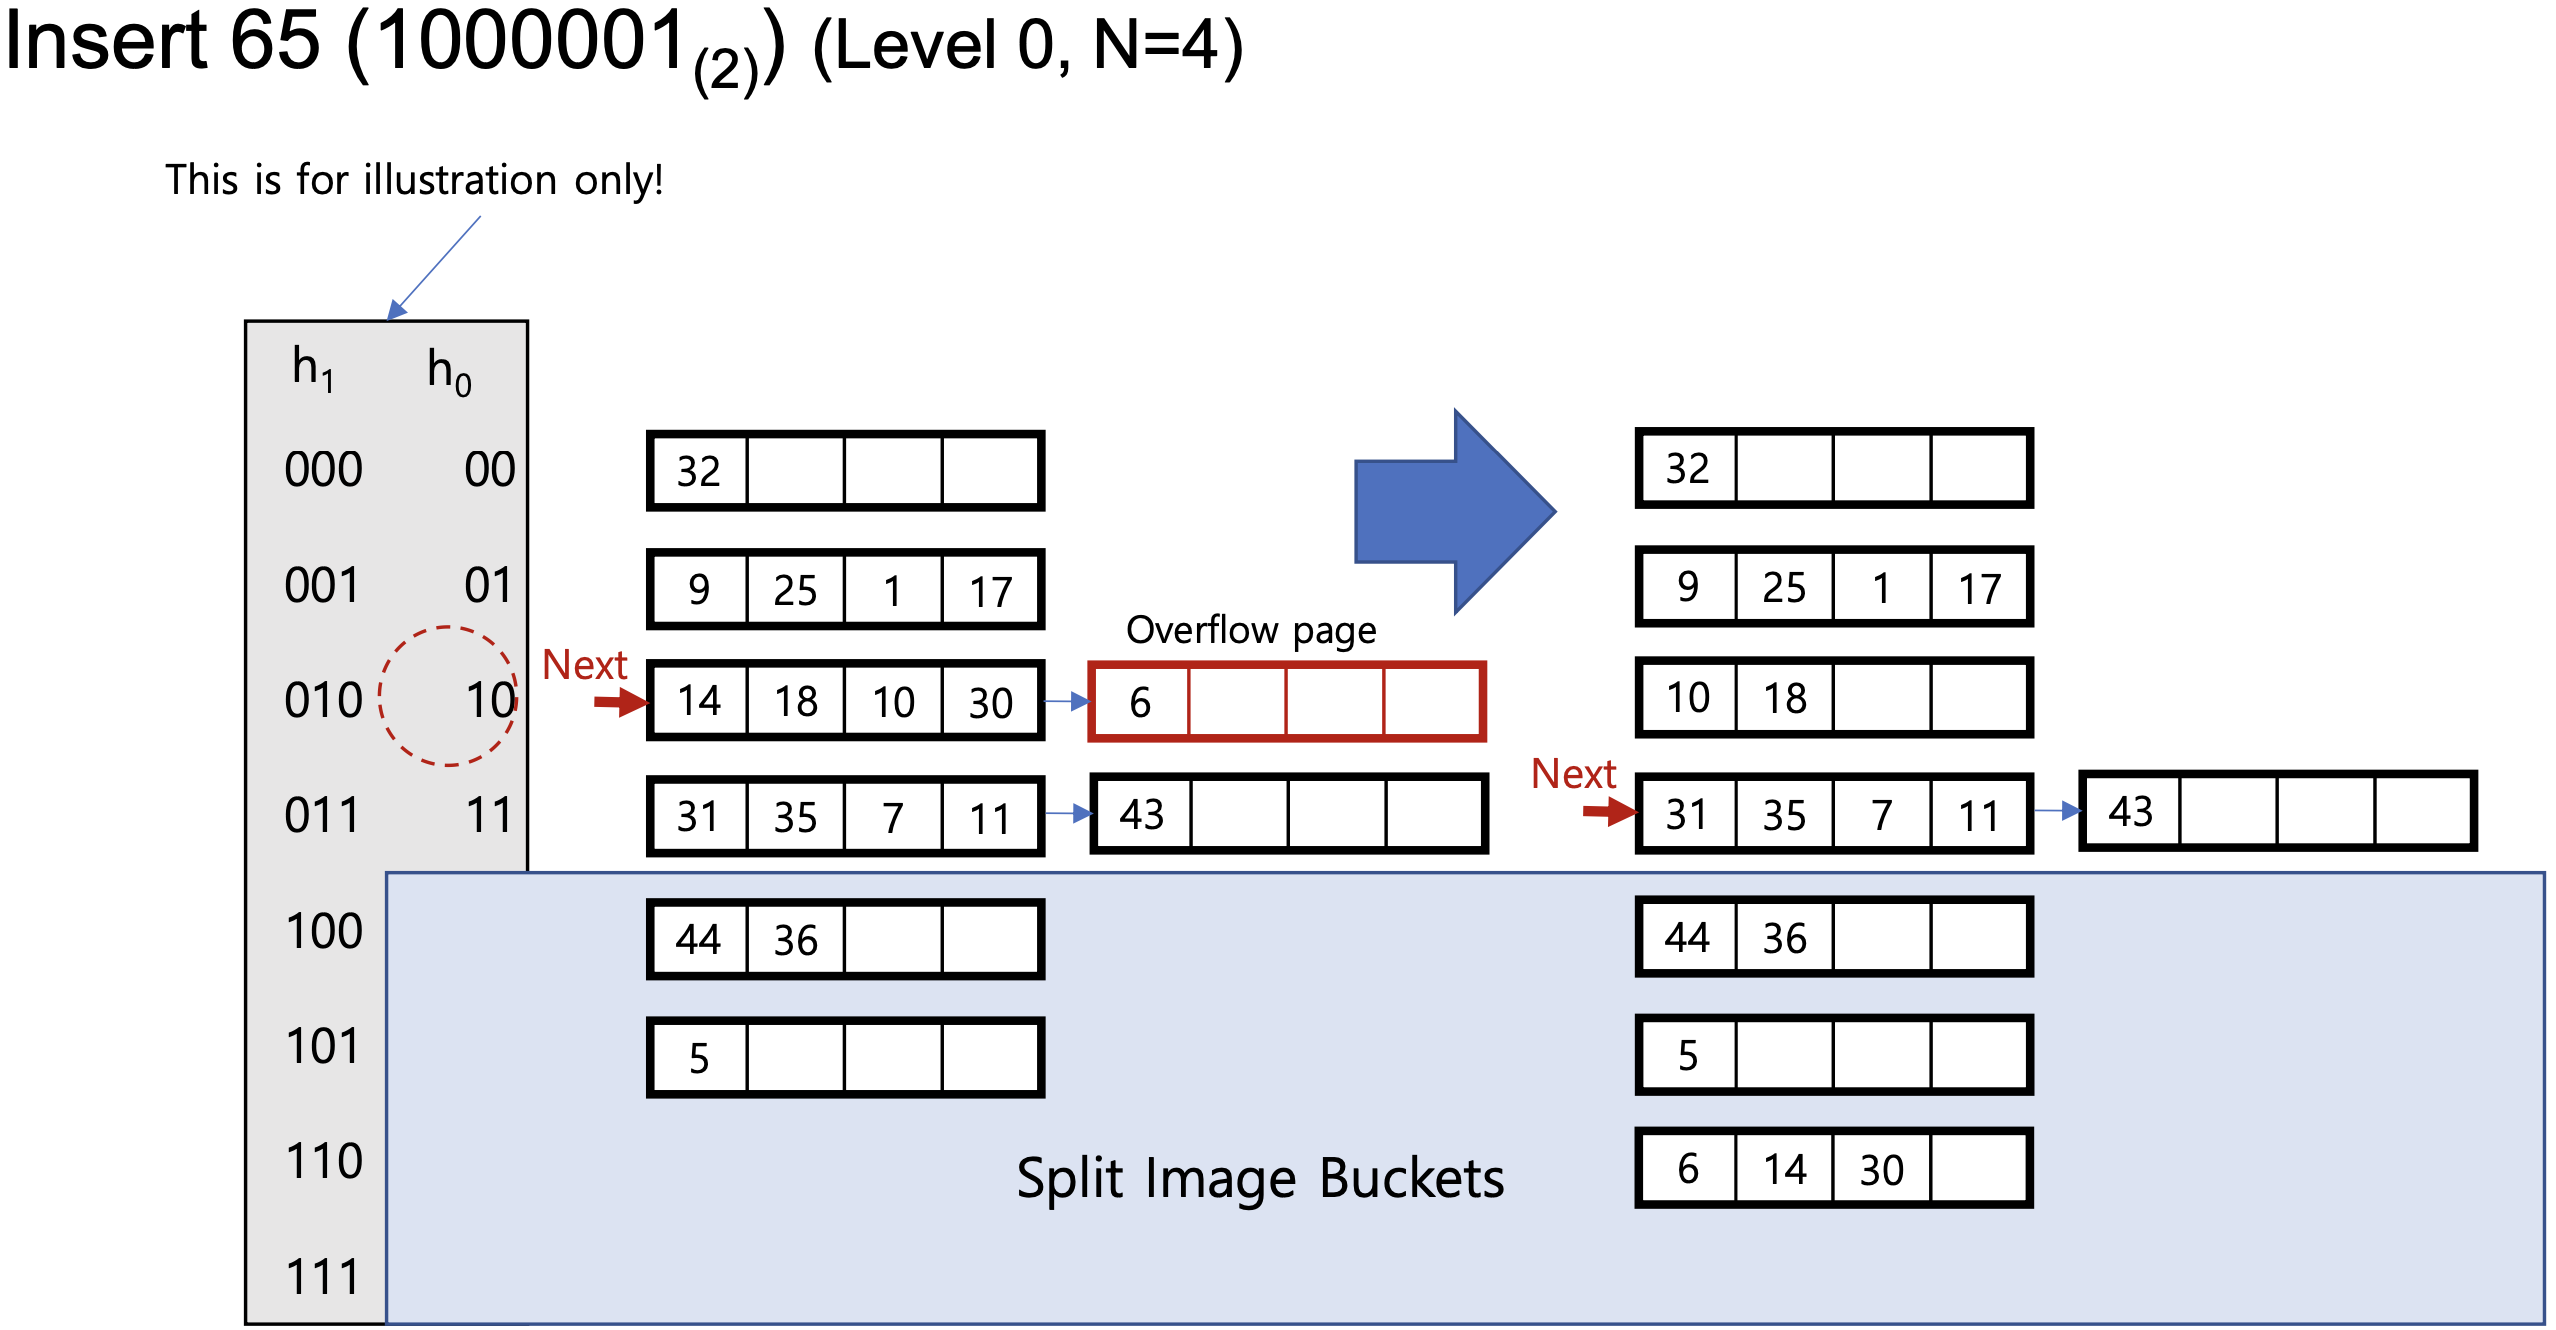 Insert 65 (1000001(2)) (Level 0, N=4)
This is for illustration only!
h1 h0
000 00 32 32
001 01 9 25 1 17 9 25 1 17
Overflow page
Next
010 10 14 18 10 30 6 10 18
Next
011 11 31 35 7 11 43 31 35 7 11 43
100 44 36 44 36
101 5 5
110 6 14 30
Split Image Buckets
111